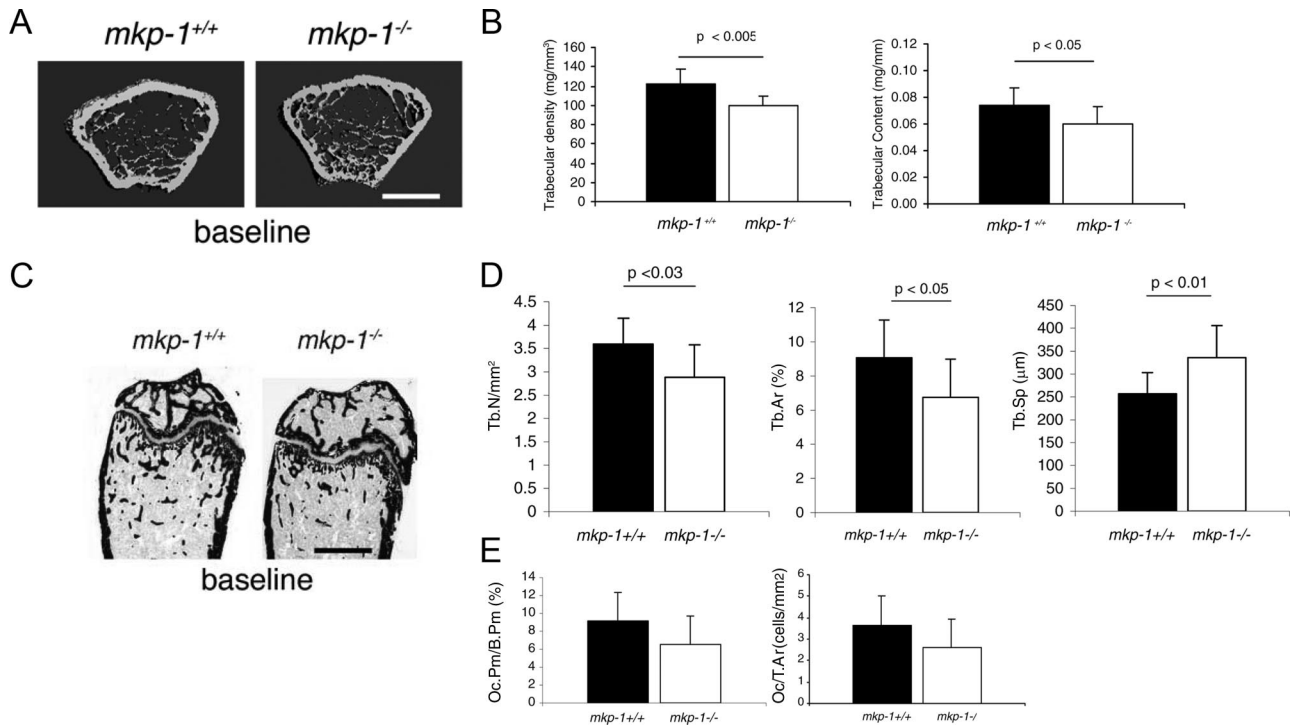 A
mkp-1+/+ mkp-1-/-
baseline
B
p < 0.005
Trabecular density (mg/mm³)
160
140
120
100
80
60
40
20
0
mkp-1+/+ mkp-1-/-
p < 0.05
Trabecular Content (mg/mm)
0.12
0.10
0.08
0.06
0.04
0.02
0.00
mkp-1+/+ mkp-1-/-
C
mkp-1+/+ mkp-1-/-
baseline
D
p <0.03
Tb.N/mm²
4.5
4
3.5
3
2.5
2
1.5
1
0.5
0
mkp-1+/+ mkp-1-/-
p < 0.05
Tb.Ar (%)
12
10
8
6
4
2
0
mkp-1+/+ mkp-1-/-
p < 0.01
Tb.Sp (μm)
450
400
350
300
250
200
150
100
50
0
mkp-1+/+ mkp-1-/-
E
Oc.Pm/B.Pm (%)
14
12
10
8
6
4
2
0
mkp-1+/+ mkp-1-/-
Oc/T.Ar(cells/mm2)
6
5
4
3
2
1
0
mkp-1+/+ mkp-1-/